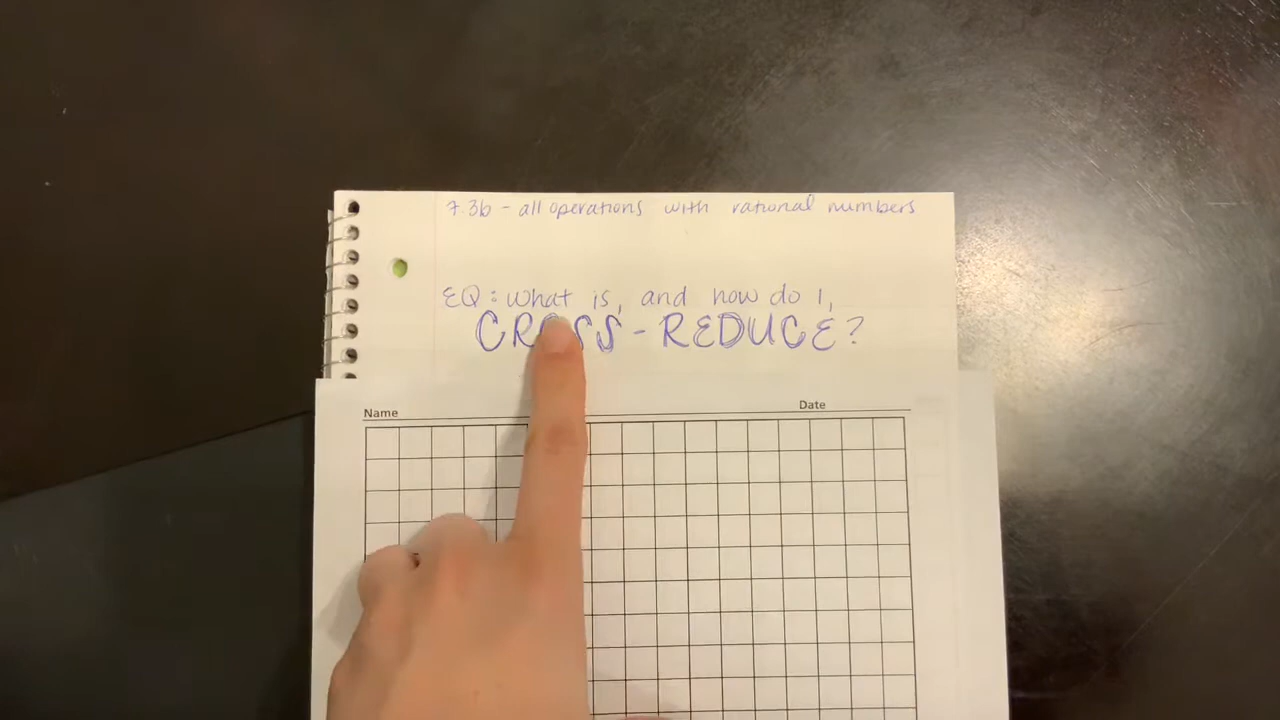 7.3b - all operations with rational numbers
EQ: what is, and how do I,
CROSS-REDUCE?
Name Date